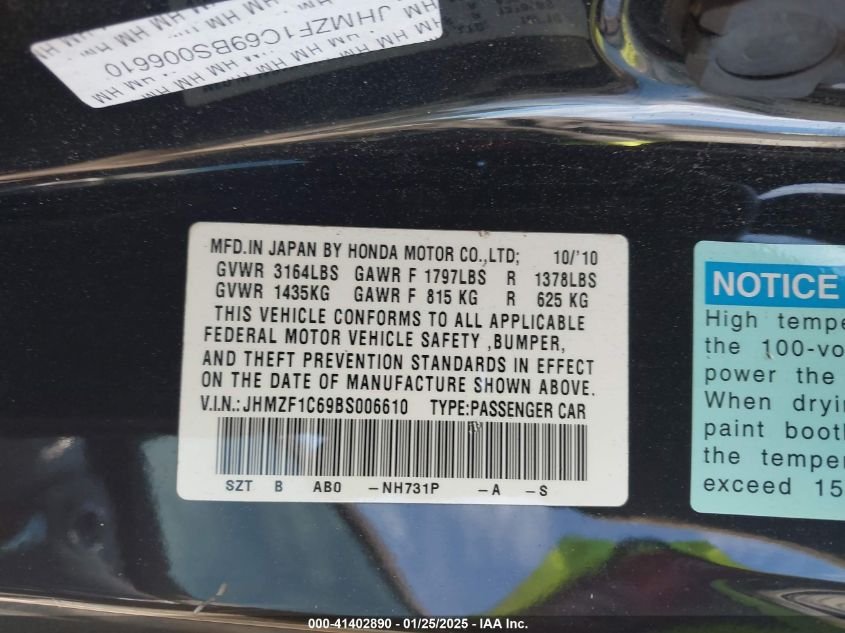 JHMZF1C69BS006610
MFD.IN JAPAN BY HONDA MOTOR CO.,LTD; 10/'10
GVWR 3164LBS GAWR F 1797LBS R 1378LBS
GVWR 1435KG GAWR F 815 KG R 625 KG
THIS VEHICLE CONFORMS TO ALL APPLICABLE
FEDERAL MOTOR VEHICLE SAFETY ,BUMPER,
AND THEFT PREVENTION STANDARDS IN EFFECT
ON THE DATE OF MANUFACTURE SHOWN ABOVE.
V.I.N.:JHMZF1C69BS006610 TYPE:PASSENGER CAR
SZT B AB0 -NH731P -A -S
NOTICE
High tempe
the 100-vo
power the
When dryi
paint boot
the temper
exceed 15
000-41402890 - 01/25/2025 - IAA Inc.